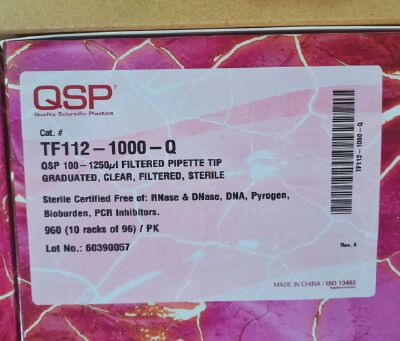 QSP®
Quality Scientific Plastics
Cat. #
TF112-1000-Q
QSP 100-1250µl FILTERED PIPETTE TIP
GRADUATED, CLEAR, FILTERED, STERILE
Sterile Certified Free of: RNase & DNase, DNA, Pyrogen,
Bioburden, PCR Inhibitors.
960 (10 racks of 96) / PK
Lot No.: 60390057
TF112-1000-Q
Rev. A
MADE IN CHINA / ISO 13485